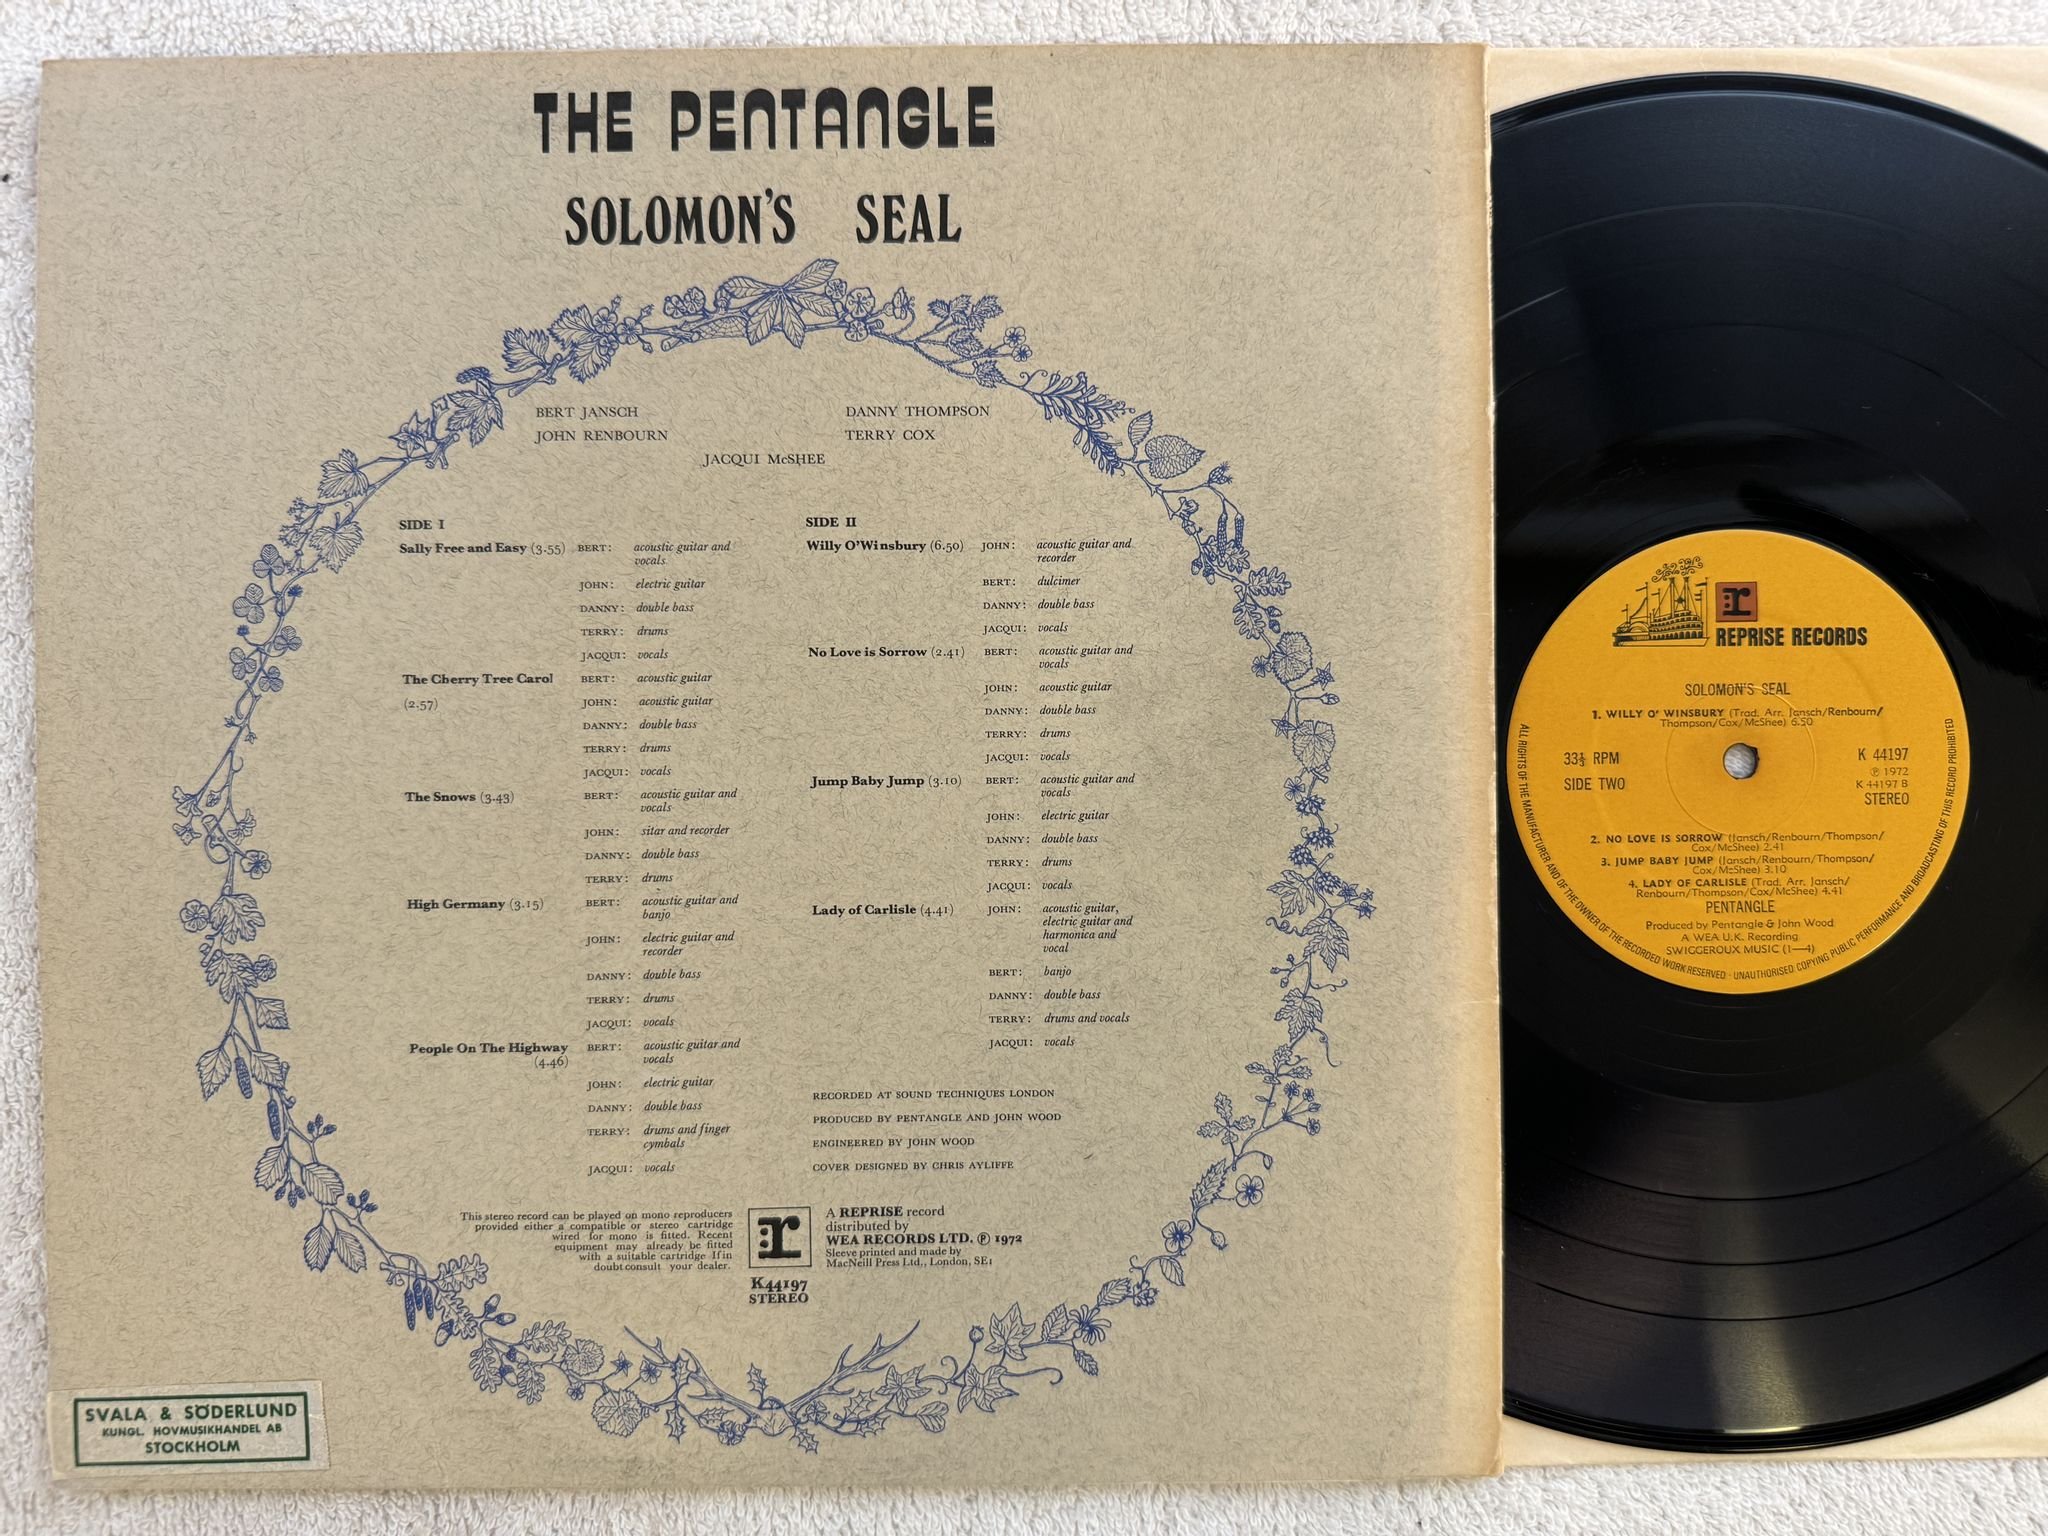 THE PENTANGLE
SOLOMON'S SEAL
BERT JANSCH
JOHN RENBOURN
DANNY THOMPSON
TERRY COX
JACQUI McSHEE
SIDE I
Sally Free and Easy (3.55) BERT: acoustic guitar and
vocals
JOHN: electric guitar
DANNY: double bass
TERRY: drums
JACQUI: vocals
The Cherry Tree Carol BERT: acoustic guitar
(2.57) JOHN: acoustic guitar
DANNY: double bass
TERRY: drums
JACQUI: vocals
The Snows (3.43) BERT: acoustic guitar and
vocals
JOHN: sitar and recorder
DANNY: double bass
TERRY: drums
High Germany (3.15) BERT: acoustic guitar and
banjo
JOHN: electric guitar and
recorder
DANNY: double bass
TERRY: drums
JACQUI: vocals
People On The Highway BERT: acoustic guitar and
(4.46) vocals
JOHN: electric guitar
DANNY: double bass
TERRY: drums and finger
cymbals
JACQUI: vocals
SIDE II
Willy O'Winsbury (6.50) JOHN: acoustic guitar and
recorder
BERT: dulcimer
DANNY: double bass
JACQUI: vocals
No Love is Sorrow (2.41) BERT: acoustic guitar and
vocals
JOHN: acoustic guitar
DANNY: double bass
TERRY: drums
JACQUI: vocals
Jump Baby Jump (3.10) BERT: acoustic guitar and
vocals
JOHN: electric guitar
DANNY: double bass
TERRY: drums
JACQUI: vocals
Lady of Carlisle (4.41) JOHN: acoustic guitar,
electric guitar and
harmonica and
vocal
BERT: banjo
DANNY: double bass
TERRY: drums and vocals
JACQUI: vocals
RECORDED AT SOUND TECHNIQUES LONDON
PRODUCED BY PENTANGLE AND JOHN WOOD
ENGINEERED BY JOHN WOOD
COVER DESIGNED BY CHRIS AYLIFFE
This stereo record can be played on mono reproducers
provided either a compatible or stereo cartridge
wired for mono is fitted. Recent
equipment may already be fitted
with a suitable cartridge If in
doubt consult your dealer.
r
K44197
STEREO
A REPRISE record
distributed by
WEA RECORDS LTD. ℗ 1972
Sleeve printed and made by
MacNeill Press Ltd., London, SE1
SVALA & SÖDERLUND
KUNGL. HOVMUSIKHANDEL AB
STOCKHOLM
r
REPRISE RECORDS
SOLOMON'S SEAL
1. WILLY O' WINSBURY (Trad. Arr. Jansch/Renbourn/
Thompson/Cox/McShee) 6.50
33⅓ RPM
SIDE TWO
K 44197
℗ 1972
K 44197 B
STEREO
2. NO LOVE IS SORROW (Jansch/Renbourn/Thompson/
Cox/McShee) 2.41
3. JUMP BABY JUMP (Jansch/Renbourn/Thompson/
Cox/McShee) 3.10
4. LADY OF CARLISLE (Trad. Arr. Jansch/
Renbourn/Thompson/Cox/McShee) 4.41
PENTANGLE
Produced by Pentangle & John Wood
A WEA U.K. Recording
SWIGGEROUX MUSIC (1—4)
ALL RIGHTS OF THE MANUFACTURER AND OF THE OWNER OF THE RECORDED WORK RESERVED · UNAUTHORISED COPYING PUBLIC PERFORMANCE AND BROADCASTING OF THIS RECORD PROHIBITED